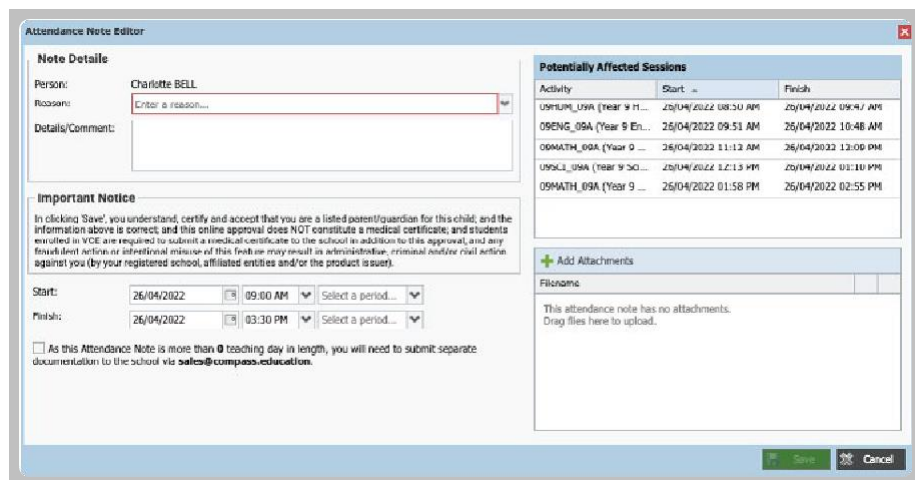 Attendance Note Editor
Note Details
Person: Charlotte BELL
Reason: Enter a reason...
Details/Comment:
Important Notice
In clicking 'Save', you understand, certify and accept that you are a listed parent/guardian for this child; and the
information above is correct; and this online approval does NOT constitute a medical certificate; and students
enrolled in VCE are required to submit a medical certificate to the school in addition to this approval, and any
fraudulent action or intentional misuse of this feature may result in administrative, criminal and/or civil action
against you (by your registered school, affiliated entities and/or the product issuer).
Start: 26/04/2022 09:00 AM Select a period...
Finish: 26/04/2022 03:30 PM Select a period...
As this Attendance Note is more than 0 teaching day in length, you will need to submit separate
documentation to the school via sales@compass.education.
Potentially Affected Sessions
Activity Start Finish
09HUM_09A (Year 9 H... 26/04/2022 08:50 AM 26/04/2022 09:47 AM
09ENG_09A (Year 9 En... 26/04/2022 09:51 AM 26/04/2022 10:48 AM
09MATH_09A (Year 9 ... 26/04/2022 11:12 AM 26/04/2022 12:09 PM
09SCI_09A (Year 9 Sc... 26/04/2022 12:13 PM 26/04/2022 01:10 PM
09MATH_09A (Year 9 ... 26/04/2022 01:58 PM 26/04/2022 02:55 PM
Add Attachments
Filename
This attendance note has no attachments.
Drag files here to upload.
Save Cancel